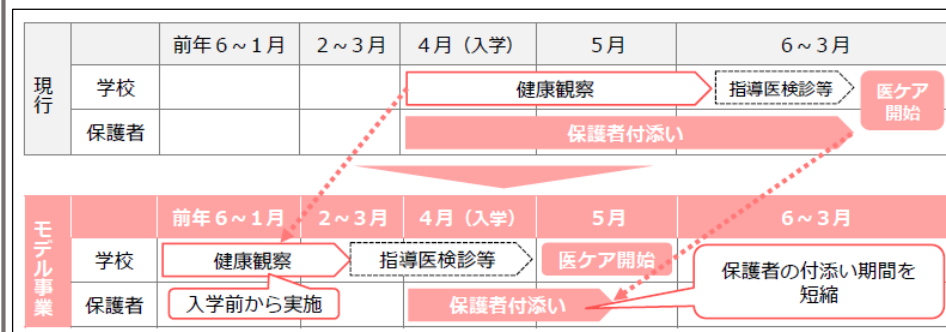 現行
前年6~1月 2~3月 4月(入学) 5月 6~3月
学校 健康観察 指導医検診等 医ケア
開始
保護者 保護者付添い
モデル事業
前年6~1月 2~3月 4月(入学) 5月 6~3月
学校 健康観察 指導医検診等 医ケア開始
保護者 入学前から実施 保護者付添い
保護者の付添い期間を
短縮